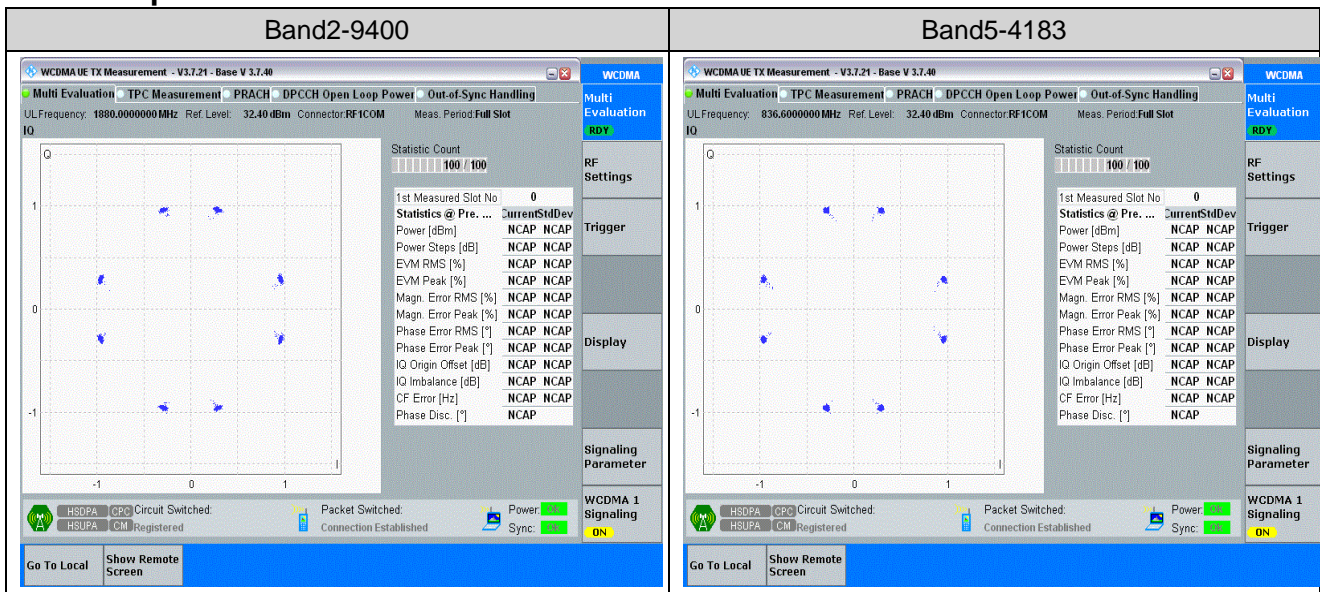 Band2-9400
WCDMA UE TX Measurement - V3.7.21 - Base V 3.7.40
WCDMA
Multi Evaluation TPC Measurement PRACH DPCCH Open Loop Power Out-of-Sync Handling
Multi Evaluation
RDY
UL Frequency: 1880.0000000 MHz Ref. Level: 32.40 dBm Connector:RF1COM Meas. Period:Full Slot
IQ
Q
1
0
-1
-1 0 1
I
Statistic Count
100 / 100
1st Measured Slot No 0
Statistics @ Pre. ... CurrentStdDev
Power [dBm] NCAP NCAP
Power Steps [dB] NCAP NCAP
EVM RMS [%] NCAP NCAP
EVM Peak [%] NCAP NCAP
Magn. Error RMS [%] NCAP NCAP
Magn. Error Peak [%] NCAP NCAP
Phase Error RMS [°] NCAP NCAP
Phase Error Peak [°] NCAP NCAP
IQ Origin Offset [dB] NCAP NCAP
IQ Imbalance [dB] NCAP NCAP
CF Error [Hz] NCAP NCAP
Phase Disc. [°] NCAP
RF Settings
Trigger
Display
Signaling Parameter
WCDMA 1 Signaling
ON
HSDPA CPC Circuit Switched: Packet Switched: Power: OK
HSUPA CM Registered Connection Established Sync: OK
Go To Local Show Remote Screen
Band5-4183
WCDMA UE TX Measurement - V3.7.21 - Base V 3.7.40
WCDMA
Multi Evaluation TPC Measurement PRACH DPCCH Open Loop Power Out-of-Sync Handling
Multi Evaluation
RDY
UL Frequency: 836.6000000 MHz Ref. Level: 32.40 dBm Connector:RF1COM Meas. Period:Full Slot
IQ
Q
1
0
-1
-1 0 1
I
Statistic Count
100 / 100
1st Measured Slot No 0
Statistics @ Pre. ... CurrentStdDev
Power [dBm] NCAP NCAP
Power Steps [dB] NCAP NCAP
EVM RMS [%] NCAP NCAP
EVM Peak [%] NCAP NCAP
Magn. Error RMS [%] NCAP NCAP
Magn. Error Peak [%] NCAP NCAP
Phase Error RMS [°] NCAP NCAP
Phase Error Peak [°] NCAP NCAP
IQ Origin Offset [dB] NCAP NCAP
IQ Imbalance [dB] NCAP NCAP
CF Error [Hz] NCAP NCAP
Phase Disc. [°] NCAP
RF Settings
Trigger
Display
Signaling Parameter
WCDMA 1 Signaling
ON
HSDPA CPC Circuit Switched: Packet Switched: Power: OK
HSUPA CM Registered Connection Established Sync: OK
Go To Local Show Remote Screen